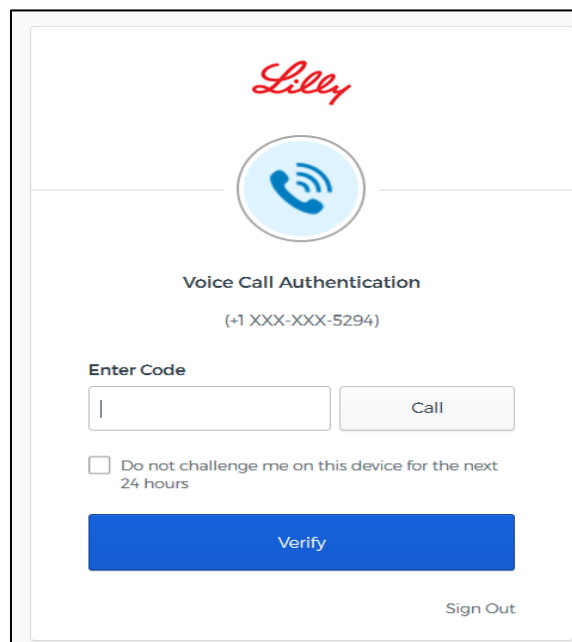 Lilly
Voice Call Authentication
(+1 XXX-XXX-5294)
Enter Code
Call
Do not challenge me on this device for the next
24 hours
Verify
Sign Out